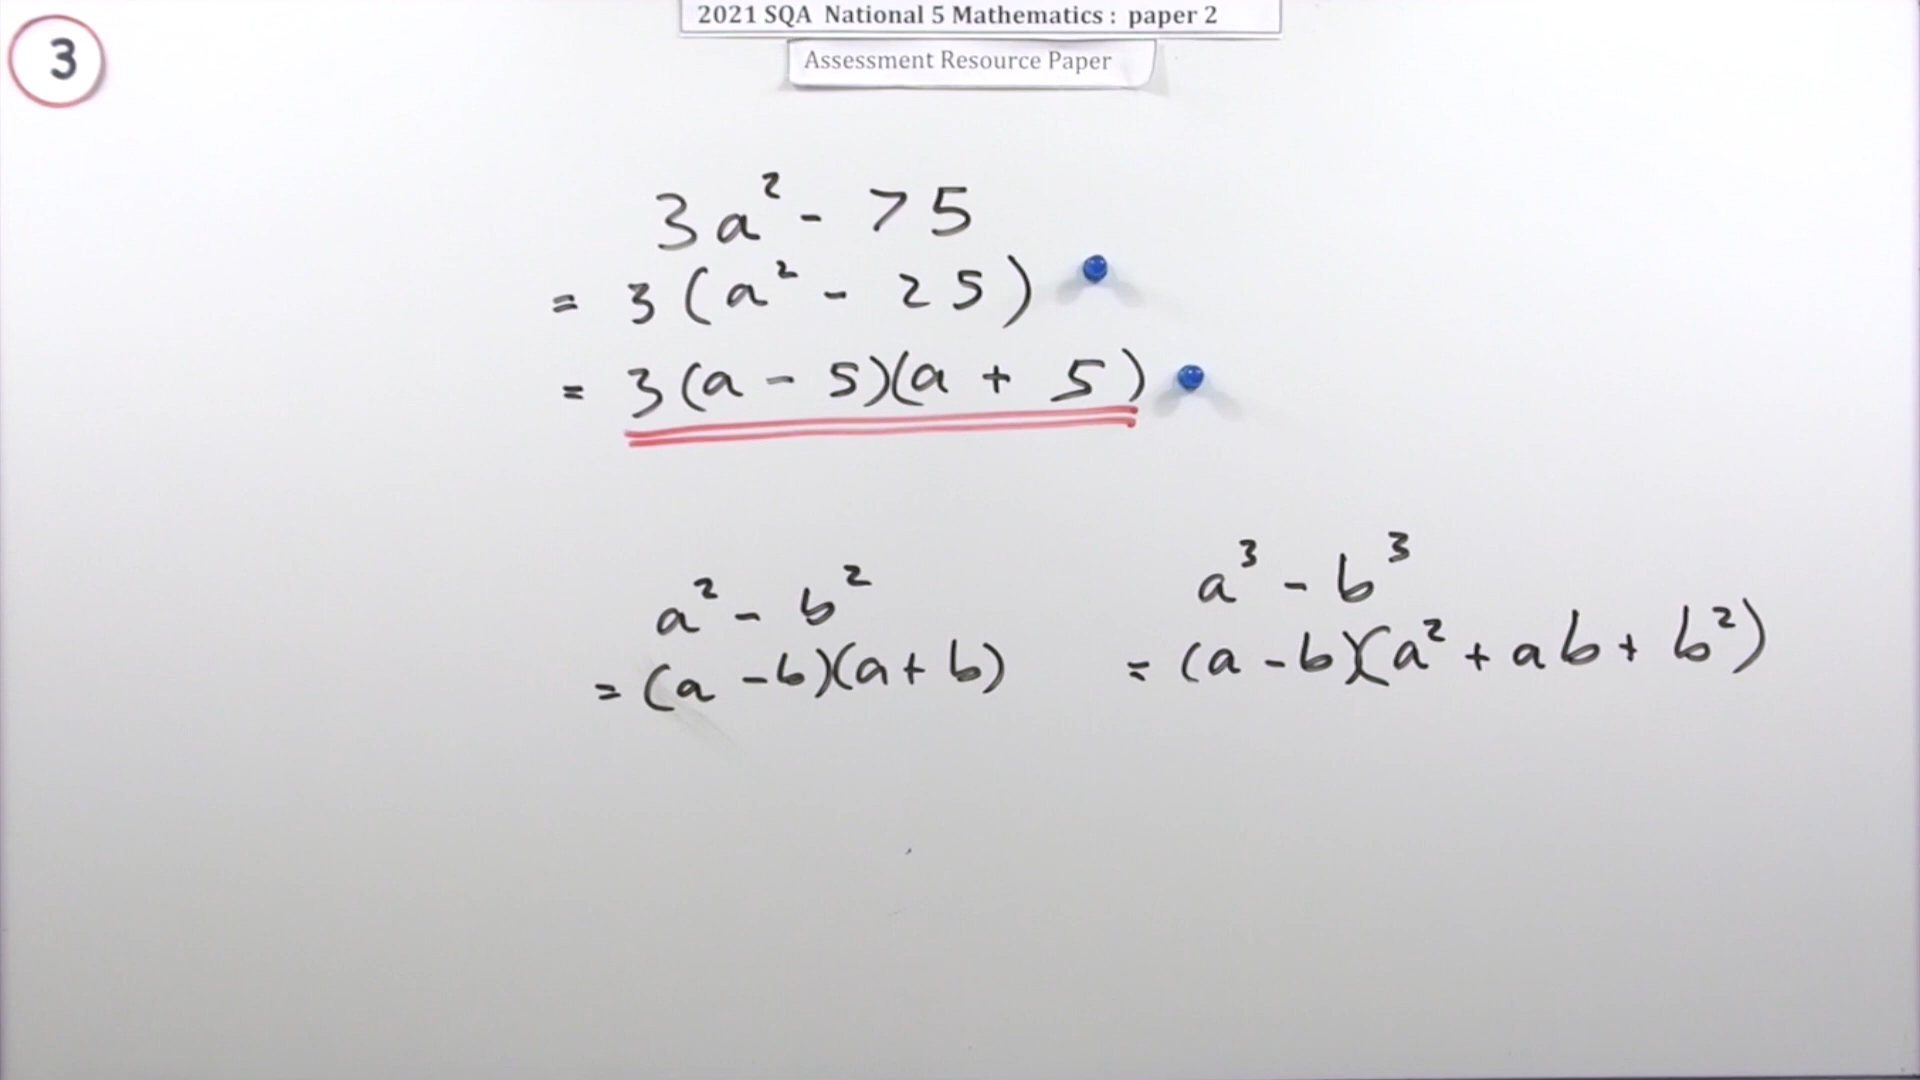 2021 SQA National 5 Mathematics : paper 2
Assessment Resource Paper
3
3a² - 75
= 3(a² - 25)
= 3(a - 5)(a + 5)
a² - b²
= (a - b)(a + b)
a³ - b³
= (a - b)(a² + ab + b²)